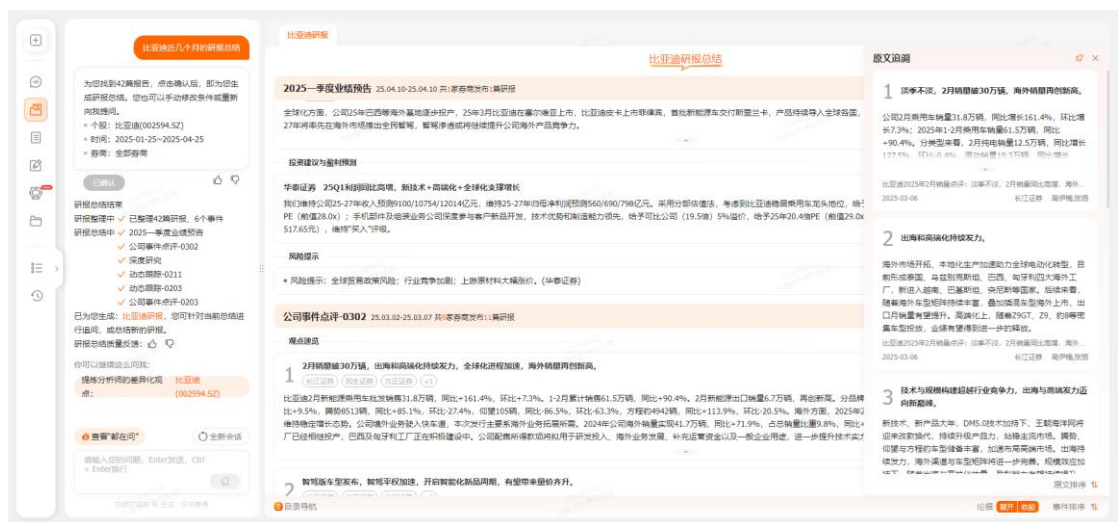 比亚迪近几个月的研报总结
为您找到42篇报告，点击确认后，即为您生
成研报总结。您也可以手动修改条件或重新
向我提问。
• 个股：比亚迪(002594.SZ)
• 时间：2025-01-25~2025-04-25
• 券商：全部券商
已确认
研报总结结果
研报整理中 ✓ 已整理42篇研报、6个事件
研报总结中 ✓ 2025一季度业绩预告
✓ 公司事件点评-0302
✓ 深度研究
✓ 动态跟踪-0211
✓ 动态跟踪-0203
✓ 公司事件点评-0203
已为您生成：比亚迪研报，您可针对当前总结进
行追问，或总结新的研报。
研报总结质量反馈：
你可以继续这么问我：
提炼分析师的差异化观点： 比亚迪(002594.SZ)
查看"都在问"
全新会话
请输入您的问题，Enter发送，Ctrl
+ Enter换行
比亚迪研报
比亚迪研报总结
2025一季度业绩预告 25.04.10-25.04.10 共1家券商发布1篇研报
全球化方面，公司25年巴西等海外基地逐步投产，25年3月比亚迪在塞尔维亚上市，比亚迪皮卡上市菲律宾，首批新能源车交付斯里兰卡，产品持续导入全球各国，
27年将率先在海外市场推出全民智驾，智驾渗透或将继续提升公司海外产品竞争力。
投资建议与盈利预测
华泰证券 25Q1利润同比高增，新技术+高端化+全球化支撑增长
我们维持公司25-27年收入预测9100/10754/12014亿元，维持25-27年归母净利润预测560/690/798亿元。采用分部估值法，考虑到比亚迪稳居乘用车龙头地位，给
PE（前值28.0x）；手机部件及组装业务公司深度参与客户新品开发，技术优势和制造能力领先，给予可比公司（19.5倍）5%溢价，给予25年20.4倍PE（前值29.0x
517.65元），维持"买入"评级。
风险提示
• 风险提示：全球贸易政策风险；行业竞争加剧；上游原材料大幅涨价。(华泰证券)
公司事件点评-0302 25.03.02-25.03.07 共9家券商发布11篇研报
观点速览
1 2月销量破30万辆，出海和高端化持续发力，全球化进程加速，海外销量再创新高。
长江证券 民生证券 方正证券 +1
比亚迪2月新能源乘用车批发销售31.8万辆，同比+161.4%，环比+7.3%。1-2月累计销售61.5万辆，同比+90.4%。2月新能源出口销量6.7万辆，再创新高。分品牌
比+9.5%，腾势8513辆，同比+85.1%，环比-27.4%，仰望105辆，同比-86.5%，环比-63.3%，方程豹4942辆，同比+113.9%，环比-20.5%。海外方面，2025年2
维持稳定增长态势。公司境外业务驶入快车道，本次发行主要系海外业务拓展所需。2024年公司海外销量实现41.7万辆，同比+71.9%，占总销量比重9.8%，同比+
厂已经相继投产，巴西及匈牙利工厂正在积极建设中。公司配售所得款项将拟用于研发投入、海外业务发展、补充运营资金以及一般企业用途，进一步提升技术实力
2 智驾版车型发布，智驾平权加速，开启智能化新品周期，有望带来量价齐升。
目录导航
论据 展开 收起
事件排序
原文追溯
1 淡季不淡，2月销量破30万辆，海外销量再创新高。
公司2月乘用车销量31.8万辆，同比增长161.4%，环比增
长7.3%；2025年1-2月乘用车销量61.5万辆，同比
+90.4%。分类型来看，2月纯电销量12.5万辆，同比增长
127.5%，环比-0.4%，混动销量19.3万辆，同比增长
比亚迪2025年2月销量点评：淡季不淡，2月销量同比高增，海外...
2025-03-06 长江证券 高伊楠,张扬
2 出海和高端化持续发力。
海外市场开拓、本地化生产加速助力全球电动化转型，目
前形成泰国、乌兹别克斯坦、巴西、匈牙利四大海外工
厂，新进入越南、巴基斯坦、突尼斯等国家。后续来看，
随着海外车型矩阵持续丰富，叠加插混车型海外上市，出
口月销量有望提升。高端化上，随着Z9GT、Z9、豹8等密
集车型投放，业绩有望得到进一步的释放。
比亚迪2025年2月销量点评：淡季不淡，2月销量同比高增，海外...
2025-03-06 长江证券 高伊楠,张扬
3 技术与规模构建超越行业竞争力，出海与高端发力迈
向新巅峰。
新技术、新产品大年，DM5.0技术加持下，王朝海洋网将
迎来改款换代，持续升级产品力，站稳主流市场。腾势、
仰望与方程豹车型储备丰富，加速布局高端市场。出海持
续发力，海外渠道与车型矩阵将进一步完善。规模效应加
原文排序